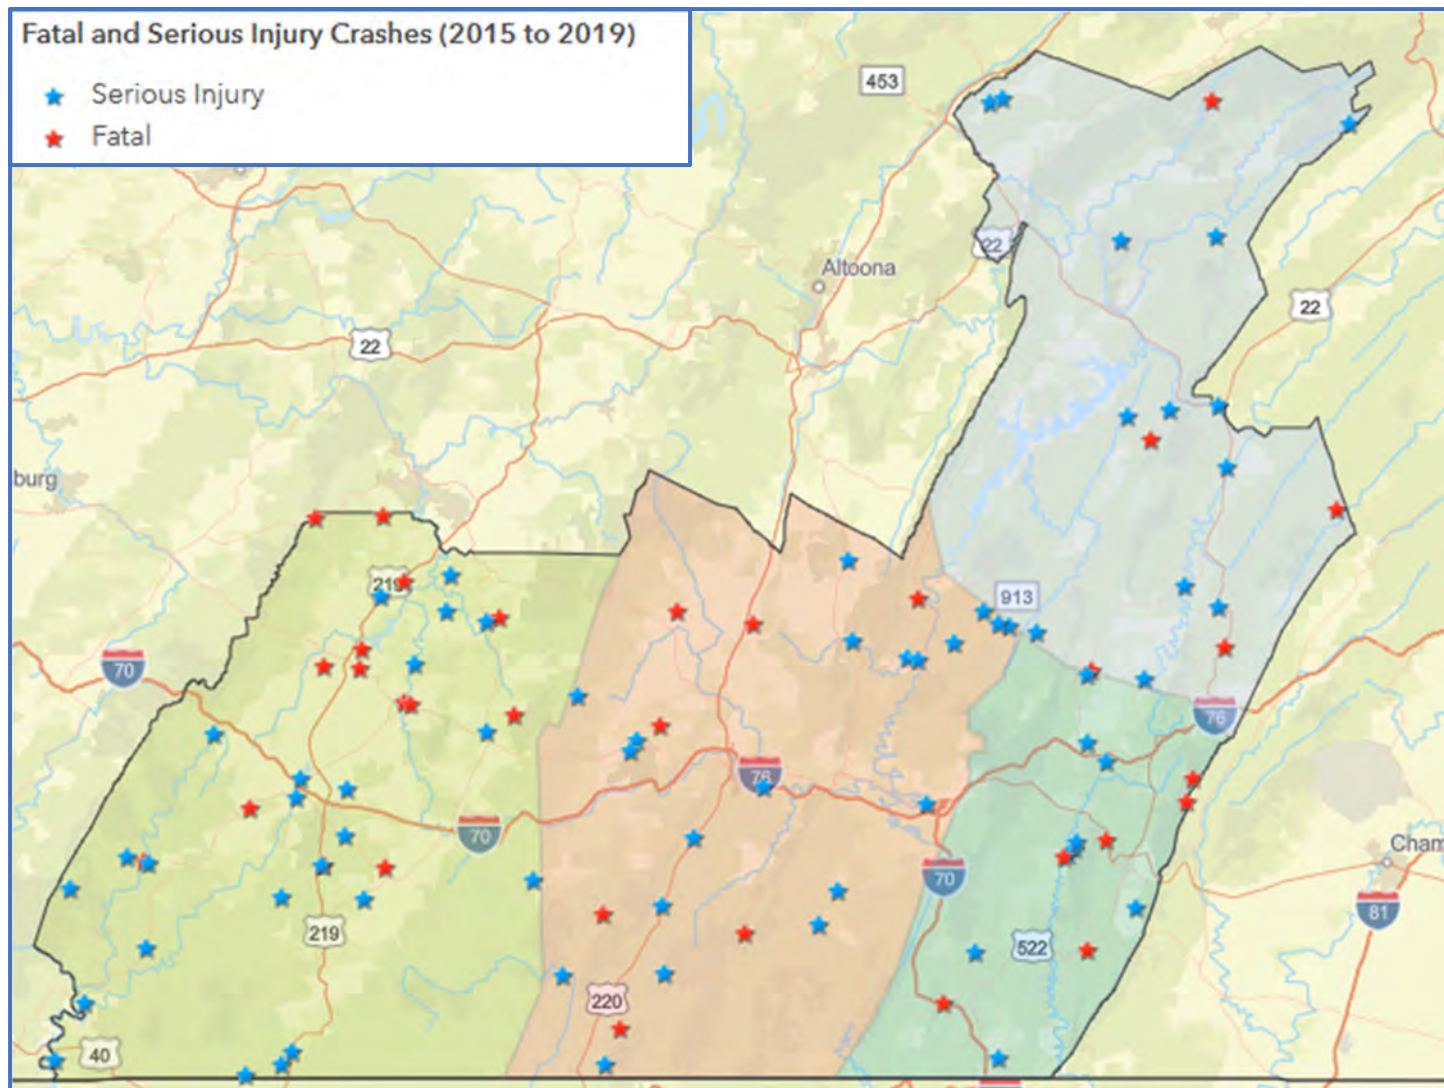 Fatal and Serious Injury Crashes (2015 to 2019)
Serious Injury
Fatal
453
22
Altoona
22
22
burg
219
913
70
76
76
70
Cham
70
81
219
522
220
40